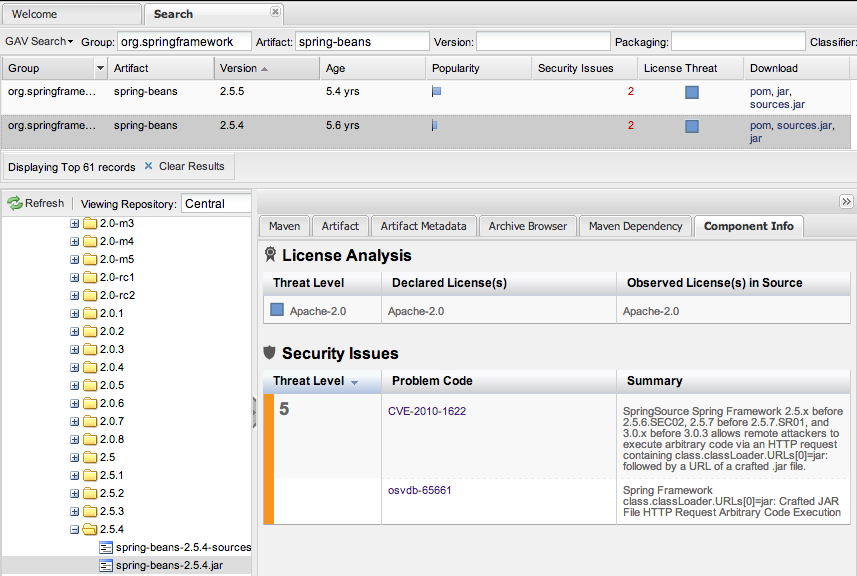 Welcome
Search
GAV Search Group: org.springframework Artifact: spring-beans Version: Packaging: Classifier:
Group Artifact Version Age Popularity Security Issues License Threat Download
org.springframe... spring-beans 2.5.5 5.4 yrs 2 pom, jar,
sources.jar
org.springframe... spring-beans 2.5.4 5.6 yrs 2 pom, sources.jar,
jar
Displaying Top 61 records Clear Results
Refresh Viewing Repository: Central
2.0-m3
2.0-m4
2.0-m5
2.0-rc1
2.0-rc2
2.0.1
2.0.2
2.0.3
2.0.4
2.0.5
2.0.6
2.0.7
2.0.8
2.5
2.5.1
2.5.2
2.5.3
2.5.4
spring-beans-2.5.4-sources
spring-beans-2.5.4.jar
Maven Artifact Artifact Metadata Archive Browser Maven Dependency Component Info
License Analysis
Threat Level Declared License(s) Observed License(s) in Source
Apache-2.0 Apache-2.0 Apache-2.0
Security Issues
Threat Level Problem Code Summary
5 CVE-2010-1622 SpringSource Spring Framework 2.5.x before
2.5.6.SEC02, 2.5.7 before 2.5.7.SR01, and
3.0.x before 3.0.3 allows remote attackers to
execute arbitrary code via an HTTP request
containing class.classLoader.URLs[0]=jar:
followed by a URL of a crafted .jar file.
osvdb-65661 Spring Framework
class.classLoader.URLs[0]=jar: Crafted JAR
File HTTP Request Arbitrary Code Execution